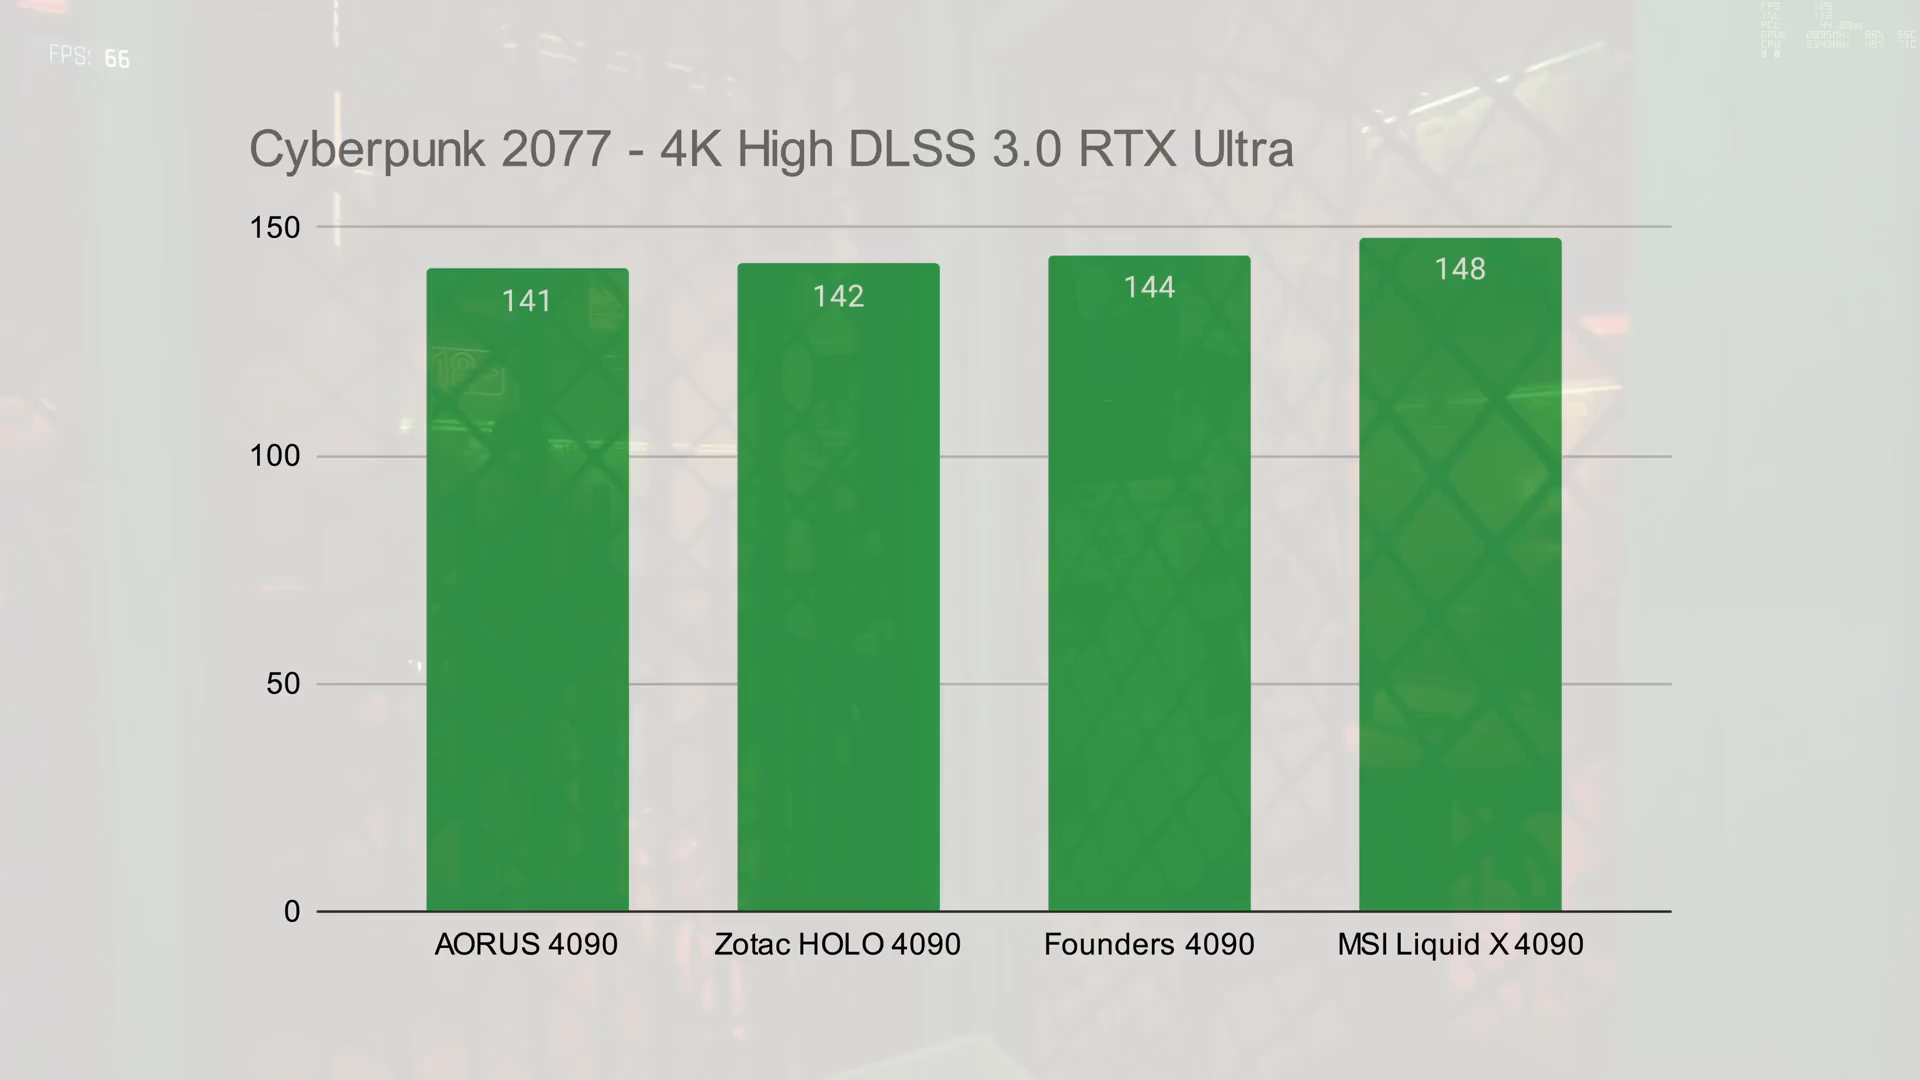 FPS: 66
Cyberpunk 2077 - 4K High DLSS 3.0 RTX Ultra
150
141
142
144
148
100
50
0
AORUS 4090
Zotac HOLO 4090
Founders 4090
MSI Liquid X 4090